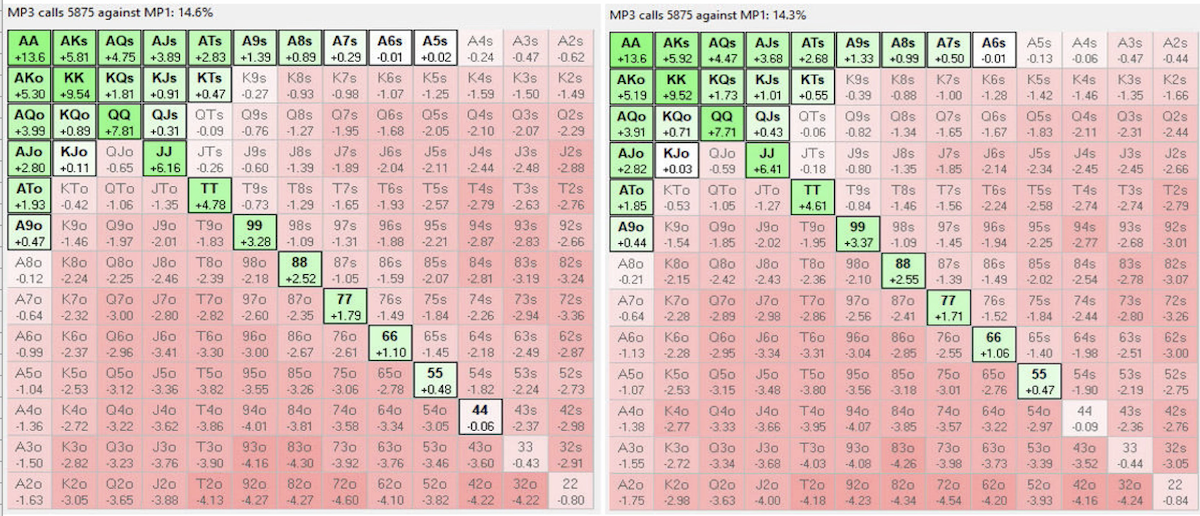 MP3 calls 5875 against MP1: 14.6%
AA AKs AQs AJs ATs A9s A8s A7s A6s A5s A4s A3s A2s
+13.6 +5.81 +4.75 +3.89 +2.83 +1.39 +0.89 +0.29 -0.01 +0.02 -0.24 -0.47 -0.62
AKo KK KQs KJs KTs K9s K8s K7s K6s K5s K4s K3s K2s
+5.30 +9.54 +1.81 +0.91 +0.47 -0.27 -0.93 -0.98 -1.07 -1.25 -1.59 -1.50 -1.49
AQo KQo QQ QJs QTs Q9s Q8s Q7s Q6s Q5s Q4s Q3s Q2s
+3.99 +0.89 +7.81 +0.31 -0.09 -0.76 -1.27 -1.95 -1.68 -2.05 -2.10 -2.07 -2.29
AJo KJo QJo JJ JTs J9s J8s J7s J6s J5s J4s J3s J2s
+2.80 +0.11 -0.65 +6.16 -0.26 -0.60 -1.39 -1.89 -2.04 -2.11 -2.44 -2.48 -2.88
ATo KTo QTo JTo TT T9s T8s T7s T6s T5s T4s T3s T2s
+1.93 -0.42 -1.06 -1.35 +4.78 -0.73 -1.29 -1.65 -1.93 -2.57 -2.79 -2.63 -2.76
A9o K9o Q9o J9o T9o 99 98s 97s 96s 95s 94s 93s 92s
+0.47 -1.46 -1.97 -2.01 -1.83 +3.28 -1.09 -1.31 -1.88 -2.21 -2.87 -2.83 -2.66
A8o K8o Q8o J8o T8o 98o 88 87s 86s 85s 84s 83s 82s
-0.12 -2.24 -2.25 -2.46 -2.39 -2.18 +2.52 -1.05 -1.59 -2.07 -2.81 -3.19 -3.24
A7o K7o Q7o J7o T7o 97o 87o 77 76s 75s 74s 73s 72s
-0.64 -2.32 -3.00 -2.80 -2.82 -2.60 -2.35 +1.79 -1.49 -1.84 -2.26 -2.94 -3.36
A6o K6o Q6o J6o T6o 96o 86o 76o 66 65s 64s 63s 62s
-0.99 -2.37 -2.96 -3.41 -3.30 -3.00 -2.67 -2.61 +1.10 -1.45 -2.18 -2.49 -2.87
A5o K5o Q5o J5o T5o 95o 85o 75o 65o 55 54s 53s 52s
-1.04 -2.53 -3.12 -3.36 -3.82 -3.55 -3.26 -3.06 -2.78 +0.48 -1.82 -2.24 -2.73
A4o K4o Q4o J4o T4o 94o 84o 74o 64o 54o 44 43s 42s
-1.36 -2.72 -3.22 -3.62 -3.86 -4.01 -3.81 -3.58 -3.34 -3.05 -0.06 -2.37 -2.98
A3o K3o Q3o J3o T3o 93o 83o 73o 63o 53o 43o 33 32s
-1.50 -2.82 -3.23 -3.76 -3.90 -4.16 -4.30 -3.92 -3.76 -3.46 -3.60 -0.43 -2.91
A2o K2o Q2o J2o T2o 92o 82o 72o 62o 52o 42o 32o 22
-1.63 -3.05 -3.65 -3.88 -4.13 -4.27 -4.27 -4.60 -4.10 -3.82 -4.22 -4.22 -0.80
MP3 calls 5875 against MP1: 14.3%
AA AKs AQs AJs ATs A9s A8s A7s A6s A5s A4s A3s A2s
+13.6 +5.92 +4.47 +3.68 +2.68 +1.33 +0.99 +0.50 -0.01 -0.13 -0.06 -0.47 -0.44
AKo KK KQs KJs KTs K9s K8s K7s K6s K5s K4s K3s K2s
+5.19 +9.52 +1.73 +1.01 +0.55 -0.39 -0.88 -1.00 -1.28 -1.42 -1.46 -1.35 -1.66
AQo KQo QQ QJs QTs Q9s Q8s Q7s Q6s Q5s Q4s Q3s Q2s
+3.91 +0.71 +7.71 +0.43 -0.06 -0.82 -1.34 -1.65 -1.67 -1.83 -2.11 -2.31 -2.44
AJo KJo QJo JJ JTs J9s J8s J7s J6s J5s J4s J3s J2s
+2.82 +0.03 -0.59 +6.41 -0.18 -0.80 -1.35 -1.85 -2.14 -2.34 -2.45 -2.45 -2.66
ATo KTo QTo JTo TT T9s T8s T7s T6s T5s T4s T3s T2s
+1.85 -0.53 -1.05 -1.27 +4.61 -0.84 -1.46 -1.56 -2.24 -2.58 -2.74 -2.74 -2.79
A9o K9o Q9o J9o T9o 99 98s 97s 96s 95s 94s 93s 92s
+0.44 -1.54 -1.85 -2.02 -1.95 +3.37 -1.09 -1.45 -1.94 -2.25 -2.77 -2.68 -3.01
A8o K8o Q8o J8o T8o 98o 88 87s 86s 85s 84s 83s 82s
-0.21 -2.15 -2.42 -2.43 -2.36 -2.10 +2.55 -1.39 -1.49 -2.02 -2.54 -2.78 -3.07
A7o K7o Q7o J7o T7o 97o 87o 77 76s 75s 74s 73s 72s
-0.64 -2.28 -2.89 -2.98 -2.86 -2.56 -2.41 +1.71 -1.52 -1.84 -2.44 -2.80 -3.26
A6o K6o Q6o J6o T6o 96o 86o 76o 66 65s 64s 63s 62s
-1.13 -2.28 -2.95 -3.34 -3.31 -3.04 -2.85 -2.55 +1.06 -1.40 -1.98 -2.51 -3.00
A5o K5o Q5o J5o T5o 95o 85o 75o 65o 55 54s 53s 52s
-1.07 -2.53 -3.15 -3.48 -3.80 -3.56 -3.18 -3.01 -2.76 +0.47 -1.90 -2.19 -2.75
A4o K4o Q4o J4o T4o 94o 84o 74o 64o 54o 44 43s 42s
-1.38 -2.77 -3.33 -3.66 -3.95 -4.07 -3.85 -3.57 -3.22 -2.97 -0.09 -2.36 -2.76
A3o K3o Q3o J3o T3o 93o 83o 73o 63o 53o 43o 33 32s
-1.55 -2.72 -3.34 -3.68 -4.03 -4.08 -4.26 -3.98 -3.73 -3.39 -3.52 -0.44 -3.05
A2o K2o Q2o J2o T2o 92o 82o 72o 62o 52o 42o 32o 22
-1.75 -2.98 -3.63 -4.00 -4.18 -4.23 -4.34 -4.54 -4.20 -3.93 -4.16 -4.24 -0.84